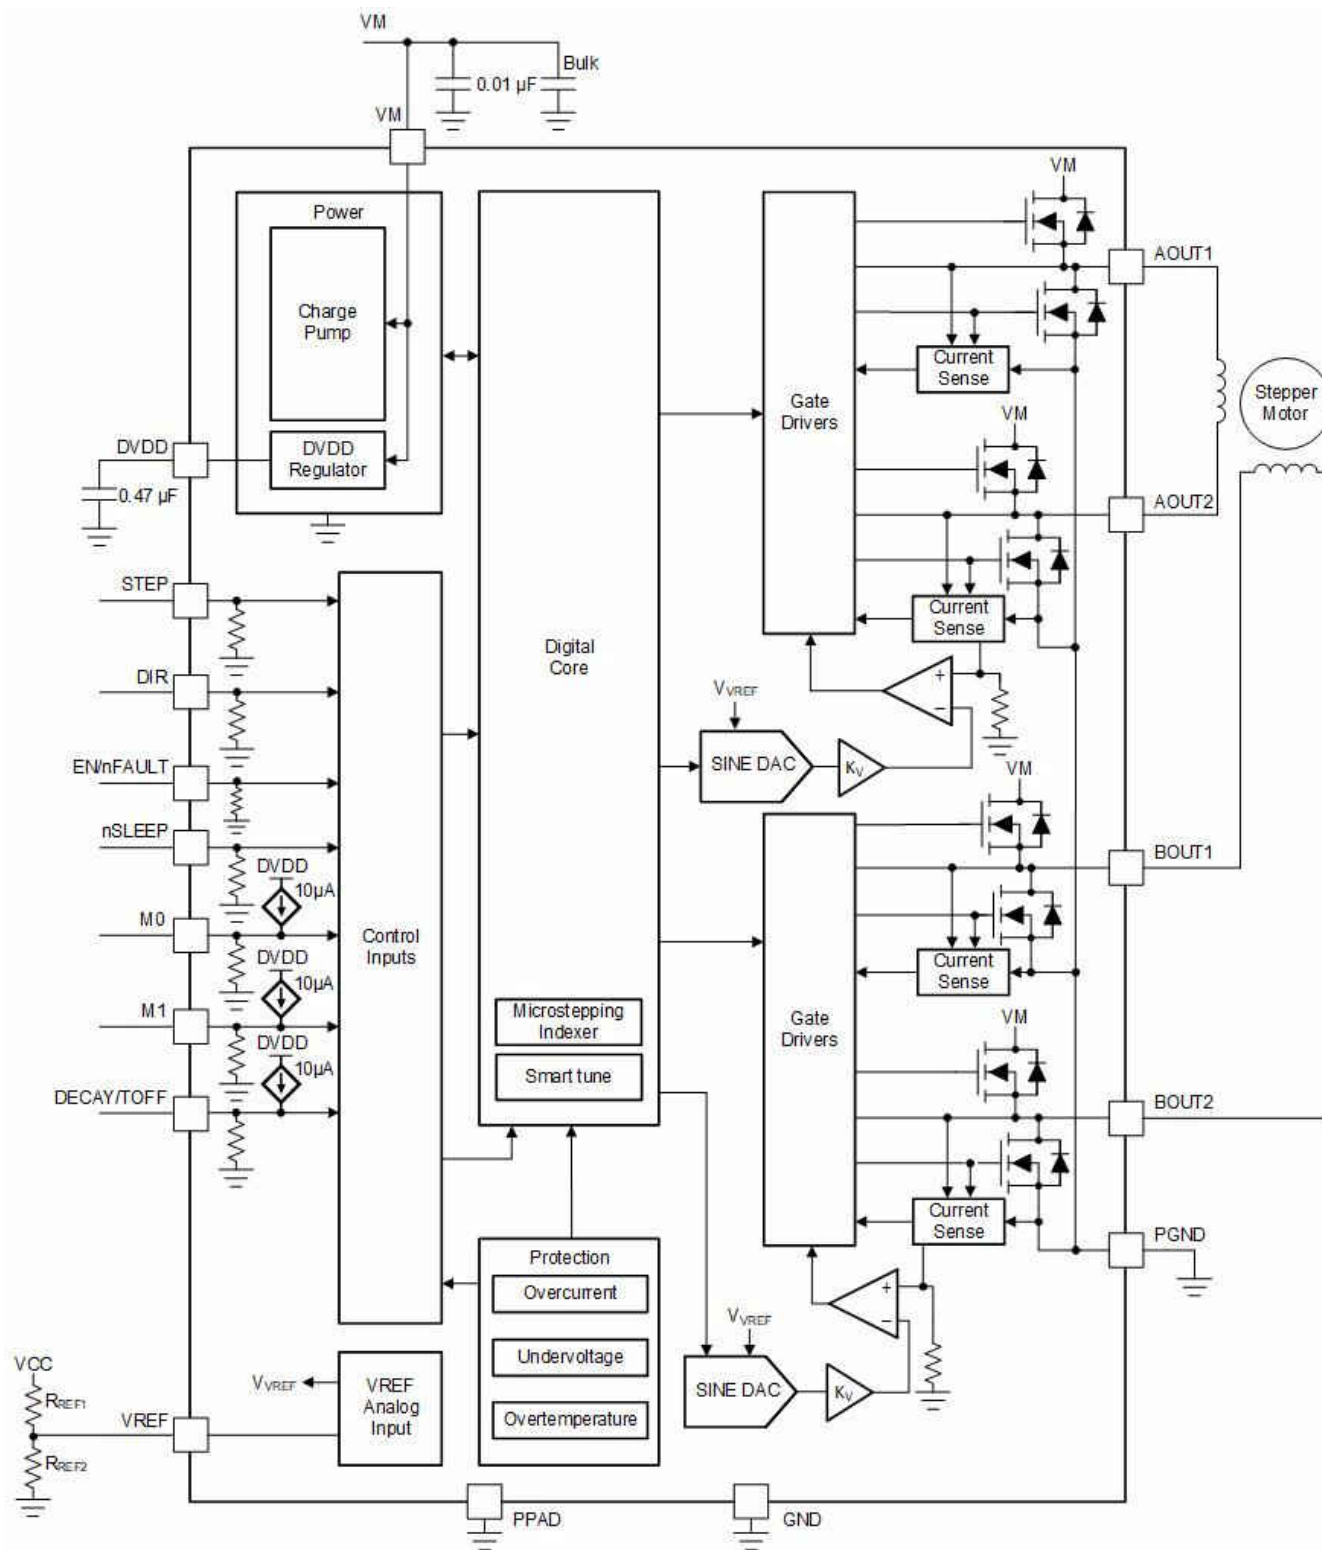 VM
Bulk
0.01 µF
VM
Power
Charge
Pump
DVDD
DVDD
Regulator
0.47 µF
STEP
DIR
EN/nFAULT
nSLEEP
DVDD
10µA
M0
DVDD
10µA
M1
DVDD
10µA
DECAY/TOFF
Control
Inputs
Digital
Core
Microstepping
Indexer
Smart tune
Protection
Overcurrent
Undervoltage
Overtemperature
VCC
RREF1
VREF
RREF2
VVREF
VREF
Analog
Input
PPAD
GND
Gate
Drivers
VM
AOUT1
Current
Sense
VM
AOUT2
Current
Sense
Stepper
Motor
+
−
VVREF
SINE DAC
KV
Gate
Drivers
VM
BOUT1
Current
Sense
VM
BOUT2
Current
Sense
PGND
+
−
VVREF
SINE DAC
KV